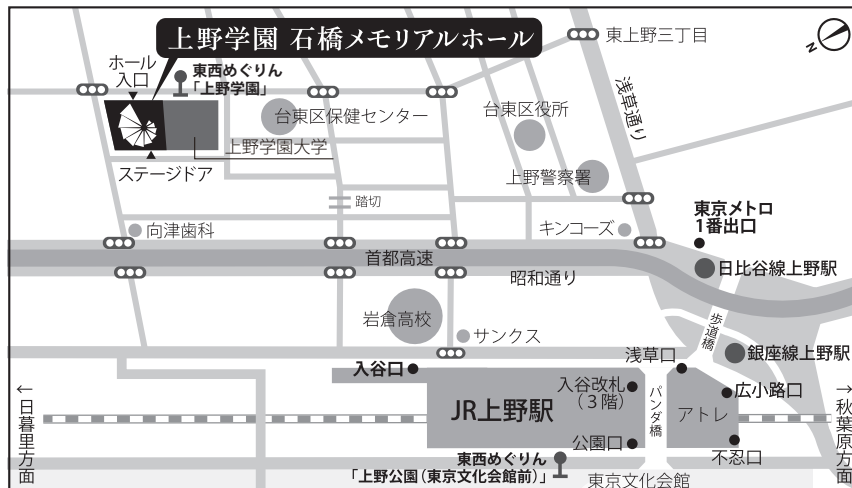 上野学園 石橋メモリアルホール
東上野三丁目
N
ホール
入口
東西めぐりん
「上野学園」
台東区保健センター
台東区役所
浅草通り
上野学園大学
ステージドア
上野警察署
踏切
向津歯科
キンコーズ
東京メトロ
1番出口
首都高速
日比谷線上野駅
昭和通り
岩倉高校
サンクス
歩道橋
浅草口
銀座線上野駅
入谷口
入谷改札
（3階）
広小路口
JR上野駅
パンダ橋
アトレ
←日暮里方面
→秋葉原方面
公園口
不忍口
東西めぐりん
「上野公園（東京文化会館前）」
東京文化会館